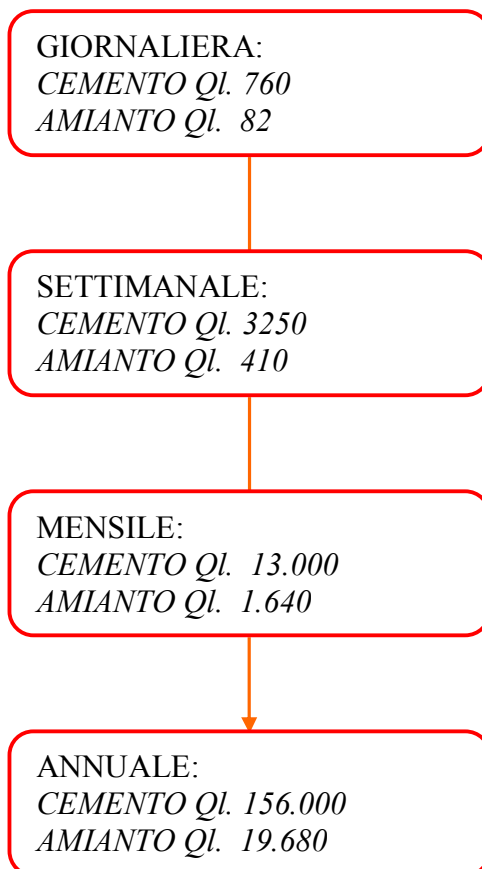 GIORNALIERA:
CEMENTO Ql. 760
AMIANTO Ql. 82
SETTIMANALE:
CEMENTO Ql. 3250
AMIANTO Ql. 410
MENSILE:
CEMENTO Ql. 13.000
AMIANTO Ql. 1.640
ANNUALE:
CEMENTO Ql. 156.000
AMIANTO Ql. 19.680